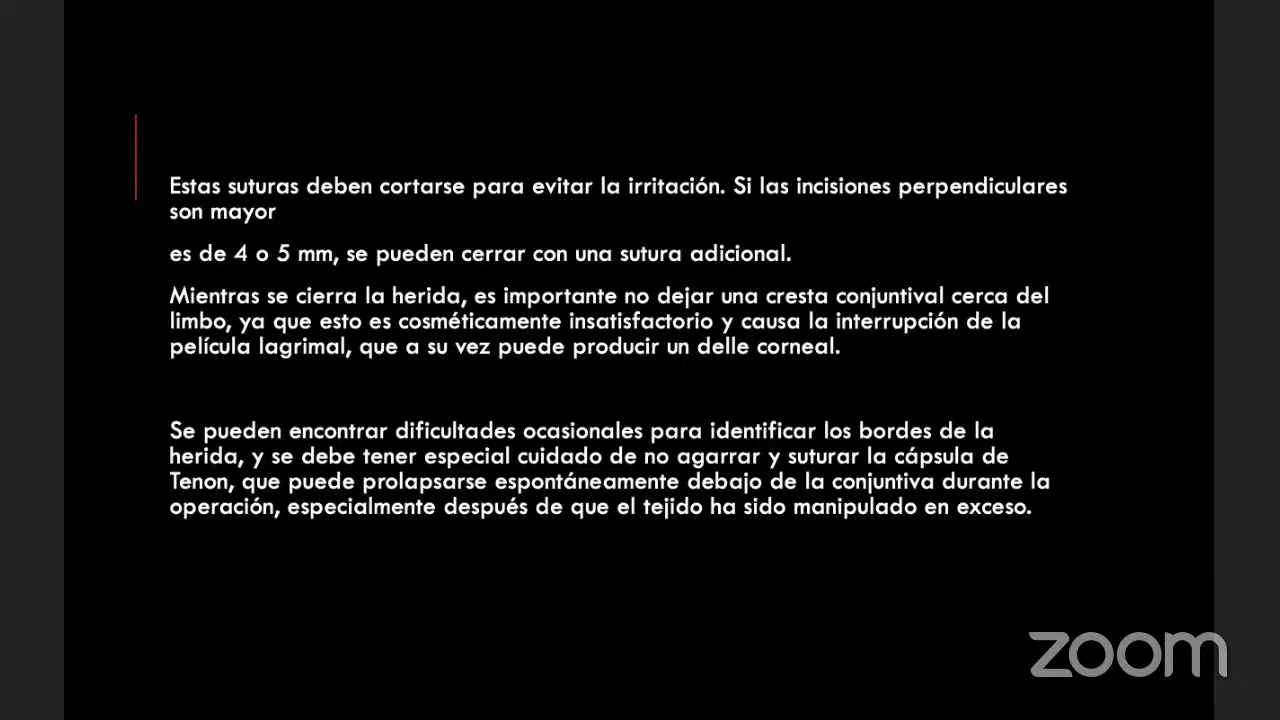 Estas suturas deben cortarse para evitar la irritación. Si las incisiones perpendiculares
son mayor
es de 4 o 5 mm, se pueden cerrar con una sutura adicional.
Mientras se cierra la herida, es importante no dejar una cresta conjuntival cerca del
limbo, ya que esto es cosméticamente insatisfactorio y causa la interrupción de la
película lagrimal, que a su vez puede producir un delle corneal.
Se pueden encontrar dificultades ocasionales para identificar los bordes de la
herida, y se debe tener especial cuidado de no agarrar y suturar la cápsula de
Tenon, que puede prolapsarse espontáneamente debajo de la conjuntiva durante la
operación, especialmente después de que el tejido ha sido manipulado en exceso.
zoom